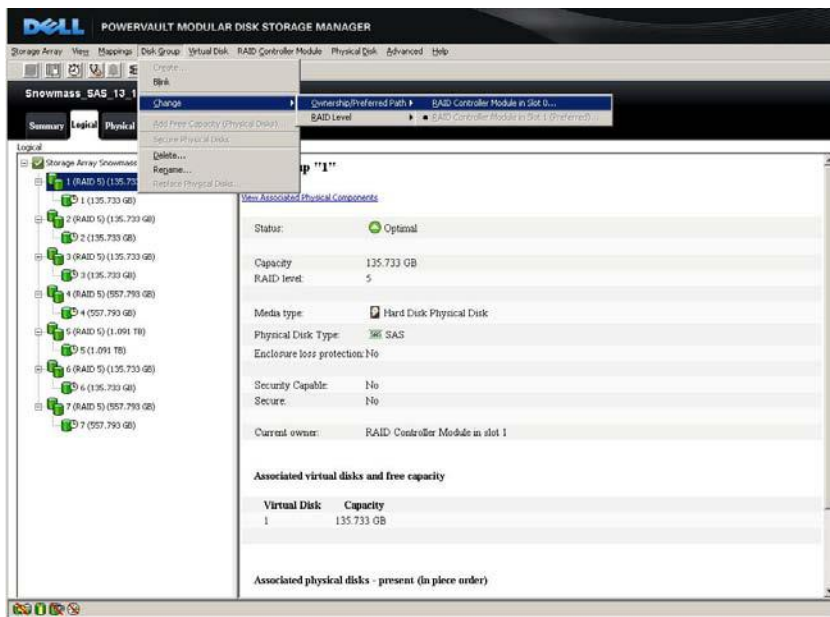 DELL POWERVAULT MODULAR DISK STORAGE MANAGER
Storage Array View Mappings Disk Group Virtual Disk RAID Controller Module Physical Disk Advanced Help
Create...
Blink
Snowmass_SAS_13_1
Change
Ownership/Preferred Path
RAID Controller Module in Slot 0...
RAID Level
RAID Controller Module in Slot 1 (Preferred)...
Add Free Capacity (Physical Disks)...
Secure Physical Disks
Delete...
Rename...
Replace Physical Disks...
Summary Logical Physical
Logical
Storage Array Snowmass
1 (RAID 5) (135.73
1 (135.733 GB)
2 (RAID 5) (135.733 GB)
2 (135.733 GB)
3 (RAID 5) (135.733 GB)
3 (135.733 GB)
4 (RAID 5) (557.793 GB)
4 (557.793 GB)
5 (RAID 5) (1.091 TB)
5 (1.091 TB)
6 (RAID 5) (135.733 GB)
6 (135.733 GB)
7 (RAID 5) (557.793 GB)
7 (557.793 GB)
up "1"
View Associated Physical Components
Status: Optimal
Capacity 135.733 GB
RAID level: 5
Media type: Hard Disk Physical Disk
Physical Disk Type: SAS SAS
Enclosure loss protection: No
Security Capable: No
Secure: No
Current owner: RAID Controller Module in slot 1
Associated virtual disks and free capacity
Virtual Disk Capacity
1 135.733 GB
Associated physical disks - present (in piece order)